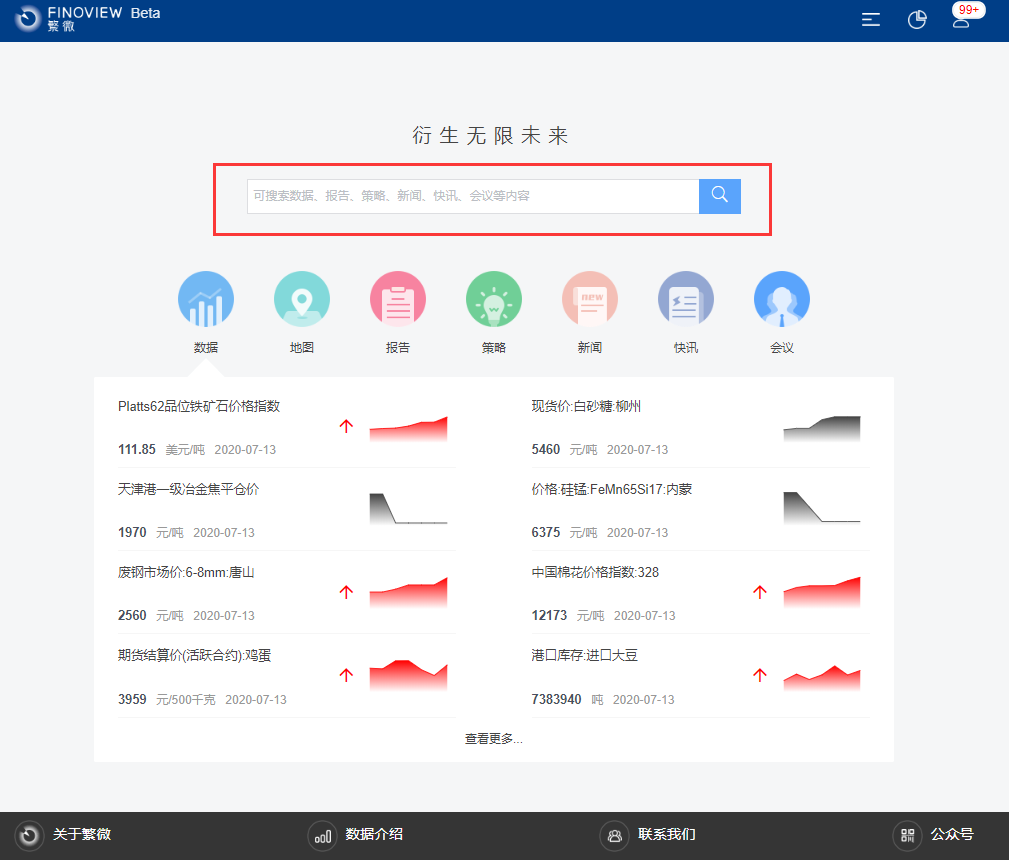 FINOVIEW Beta
繁微
99+
衍生无限未来
可搜索数据、报告、策略、新闻、快讯、会议等内容
new
数据 地图 报告 策略 新闻 快讯 会议
Platts62品位铁矿石价格指数
111.85 美元/吨 2020-07-13
现货价:白砂糖:柳州
5460 元/吨 2020-07-13
天津港一级冶金焦平仓价
1970 元/吨 2020-07-13
价格:硅锰:FeMn65Si17:内蒙
6375 元/吨 2020-07-13
废钢市场价:6-8mm:唐山
2560 元/吨 2020-07-13
中国棉花价格指数:328
12173 元/吨 2020-07-13
期货结算价(活跃合约):鸡蛋
3959 元/500千克 2020-07-13
港口库存:进口大豆
7383940 吨 2020-07-13
查看更多...
关于繁微 数据介绍 联系我们 公众号